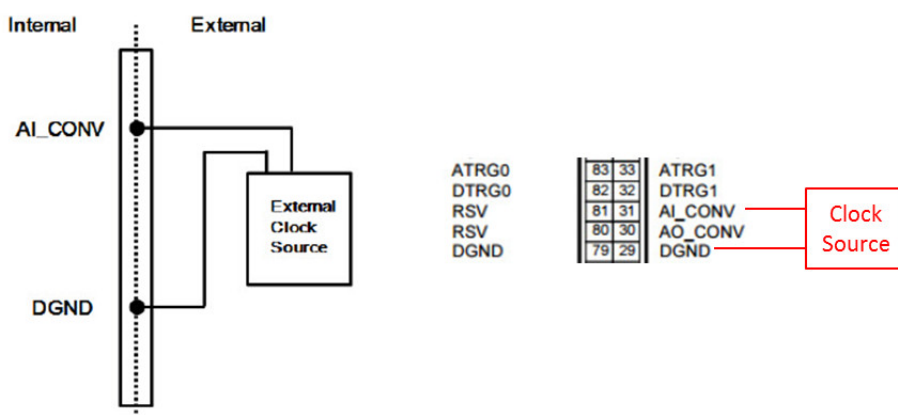 Internal External
AI_CONV
External
Clock
Source
DGND
ATRG0 83 33 ATRG1
DTRG0 82 32 DTRG1
RSV 81 31 AI_CONV
RSV 80 30 AO_CONV
DGND 79 29 DGND
Clock
Source